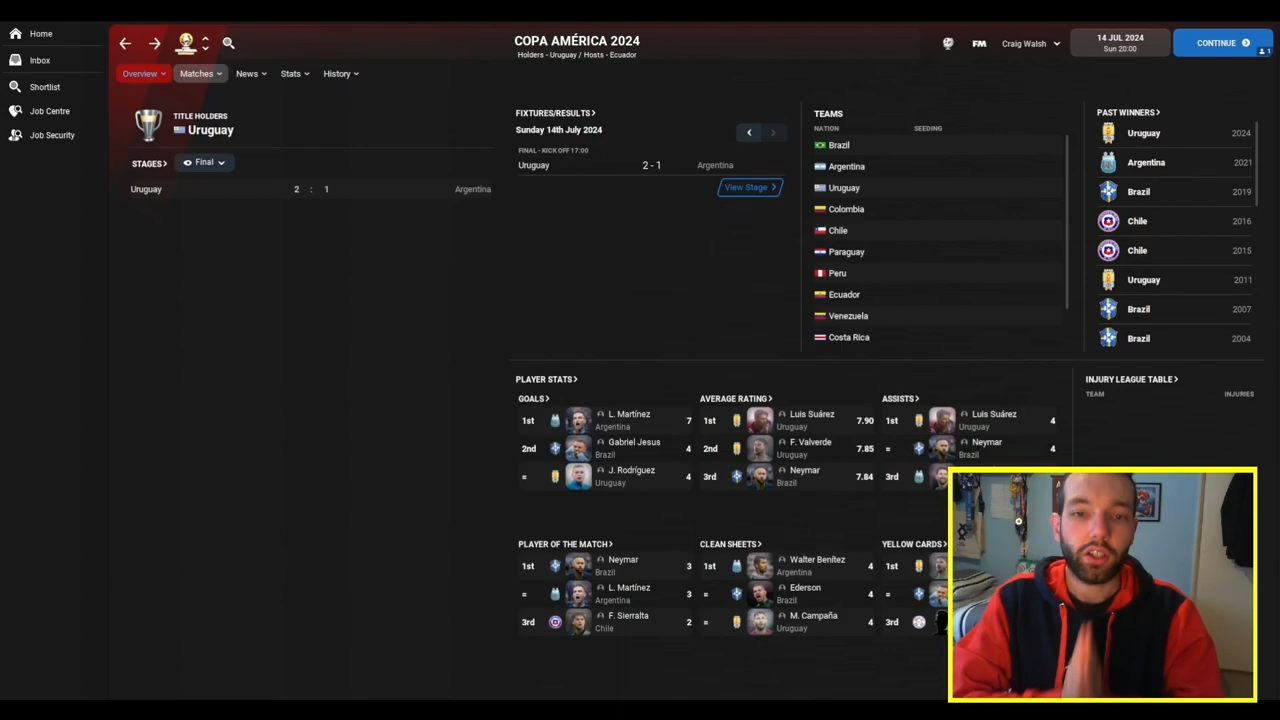 Home
Inbox
Shortlist
Job Centre
Job Security
COPA AMÉRICA 2024
Holders - Uruguay / Hosts - Ecuador
FM
Craig Walsh
14 JUL 2024
Sun 20:00
CONTINUE
1
Overview
Matches
News
Stats
History
TITLE HOLDERS
Uruguay
STAGES
Final
Uruguay 2 : 1 Argentina
FIXTURES/RESULTS
Sunday 14th July 2024
FINAL - KICK OFF 17:00
Uruguay 2 - 1 Argentina
View Stage
TEAMS
NATION SEEDING
Brazil
Argentina
Uruguay
Colombia
Chile
Paraguay
Peru
Ecuador
Venezuela
Costa Rica
PAST WINNERS
Uruguay 2024
Argentina 2021
Brazil 2019
Chile 2016
Chile 2015
Uruguay 2011
Brazil 2007
Brazil 2004
PLAYER STATS
GOALS
1st L. Martínez 7
Argentina
2nd Gabriel Jesus 4
Brazil
= J. Rodríguez 4
Uruguay
AVERAGE RATING
1st Luis Suárez 7.90
Uruguay
2nd F. Valverde 7.85
Uruguay
3rd Neymar 7.84
Brazil
ASSISTS
1st Luis Suárez 4
Uruguay
= Neymar 4
Brazil
3rd
INJURY LEAGUE TABLE
TEAM INJURIES
PLAYER OF THE MATCH
1st Neymar 3
Brazil
= L. Martínez 3
Argentina
3rd F. Sierralta 2
Chile
CLEAN SHEETS
1st Walter Benítez 4
Argentina
= Ederson 4
Brazil
= M. Campaña 4
Uruguay
YELLOW CARDS
1st
=
3rd